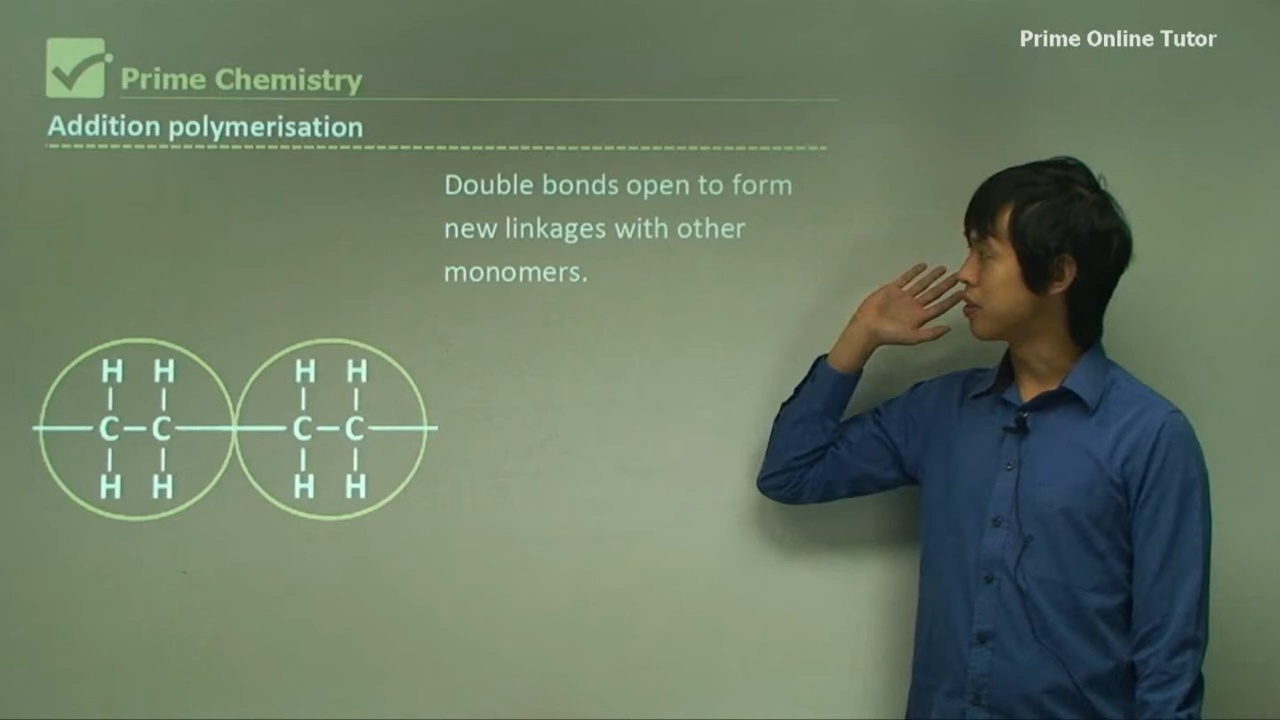 Prime Online Tutor
Prime Chemistry
Addition polymerisation
Double bonds open to form
new linkages with other
monomers.
H H H H
C C C C
H H H H